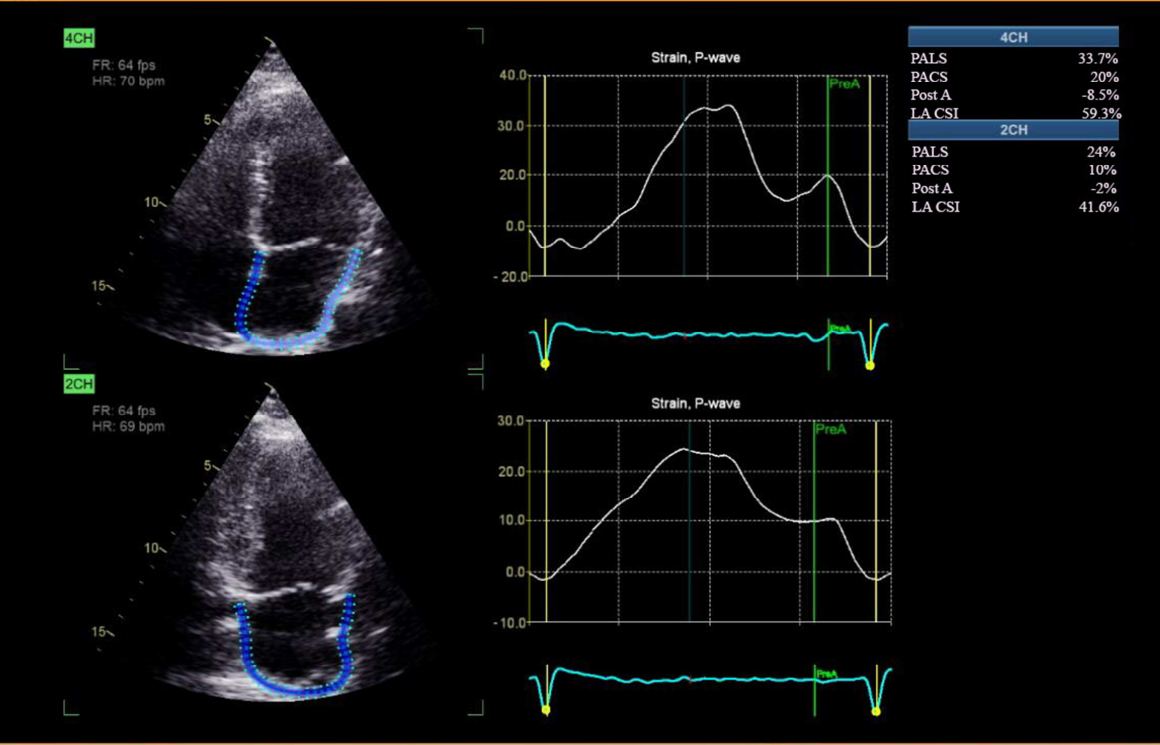 4CH
FR: 64 fps
HR: 70 bpm
5
10
15
Strain, P-wave
40.0
30.0
20.0
0.0
-20.0
PreA
PreA
4CH
PALS 33.7%
PACS 20%
Post A -8.5%
LA CSI 59.3%
2CH
PALS 24%
PACS 10%
Post A -2%
LA CSI 41.6%
2CH
FR: 64 fps
HR: 69 bpm
5
10
15
Strain, P-wave
30.0
20.0
10.0
0.0
-10.0
PreA
PreA